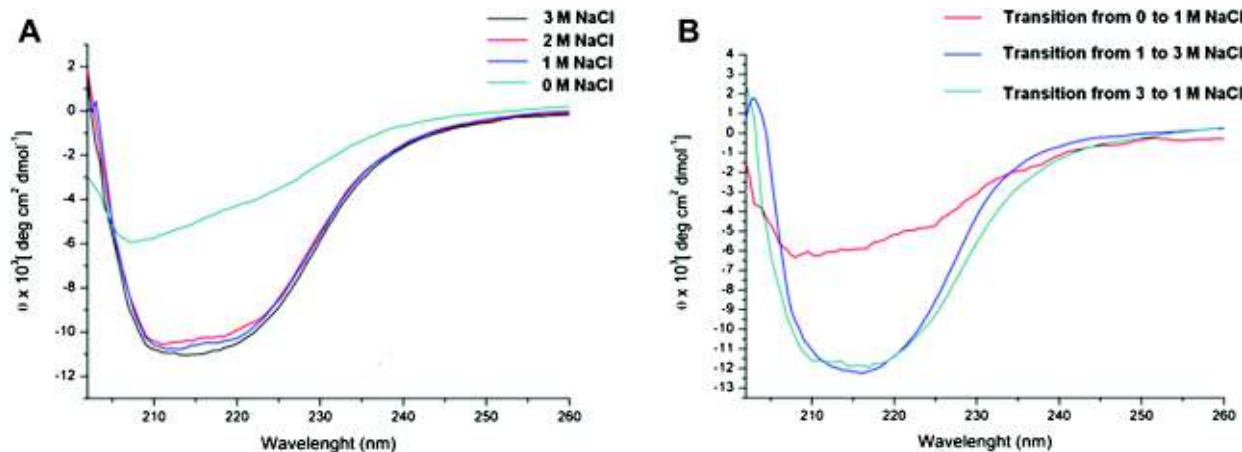 A
3 M NaCl
2 M NaCl
1 M NaCl
0 M NaCl
θ x 10³[ deg cm² dmol⁻¹]
2
0
-2
-4
-6
-8
-10
-12
210 220 230 240 250 260
Wavelenght (nm)
B
Transition from 0 to 1 M NaCl
Transition from 1 to 3 M NaCl
Transition from 3 to 1M NaCl
θ x 10³[ deg cm² dmol⁻¹]
4
3
2
1
0
-1
-2
-3
-4
-5
-6
-7
-8
-9
-10
-11
-12
-13
210 220 230 240 250 260
Wavelenght (nm)